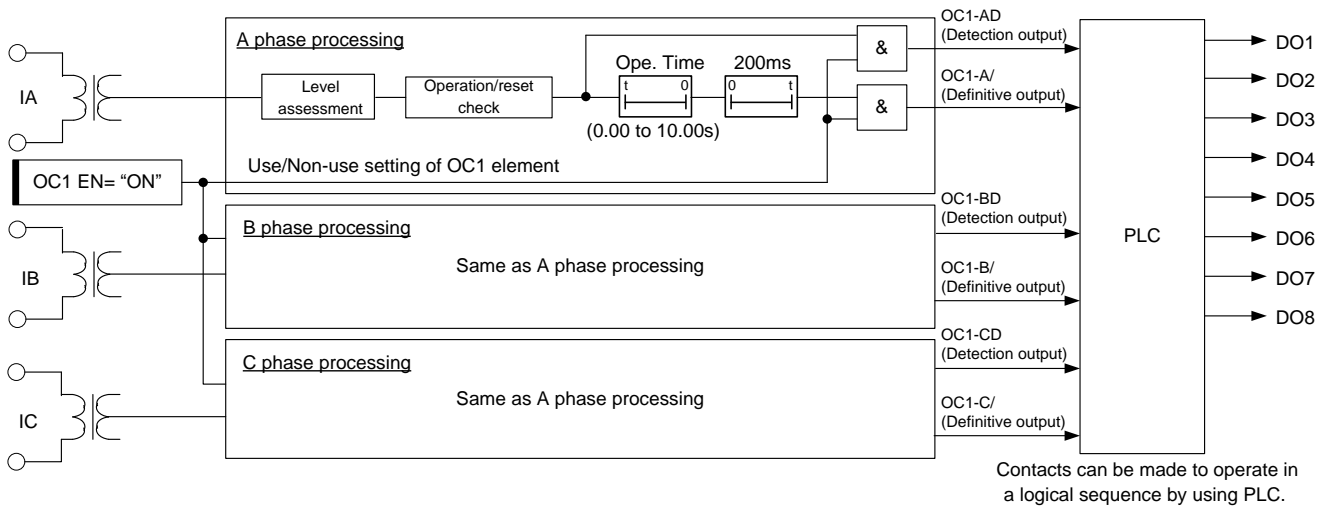 A phase processing
IA
Level
assessment
Operation/reset
check
Ope. Time
t 0
(0.00 to 10.00s)
200ms
0 t
&
&
OC1-AD
(Detection output)
OC1-A/
(Definitive output)
Use/Non-use setting of OC1 element
OC1 EN= “ON”
IB
B phase processing
Same as A phase processing
OC1-BD
(Detection output)
OC1-B/
(Definitive output)
IC
C phase processing
Same as A phase processing
OC1-CD
(Detection output)
OC1-C/
(Definitive output)
PLC
DO1
DO2
DO3
DO4
DO5
DO6
DO7
DO8
Contacts can be made to operate in
a logical sequence by using PLC.